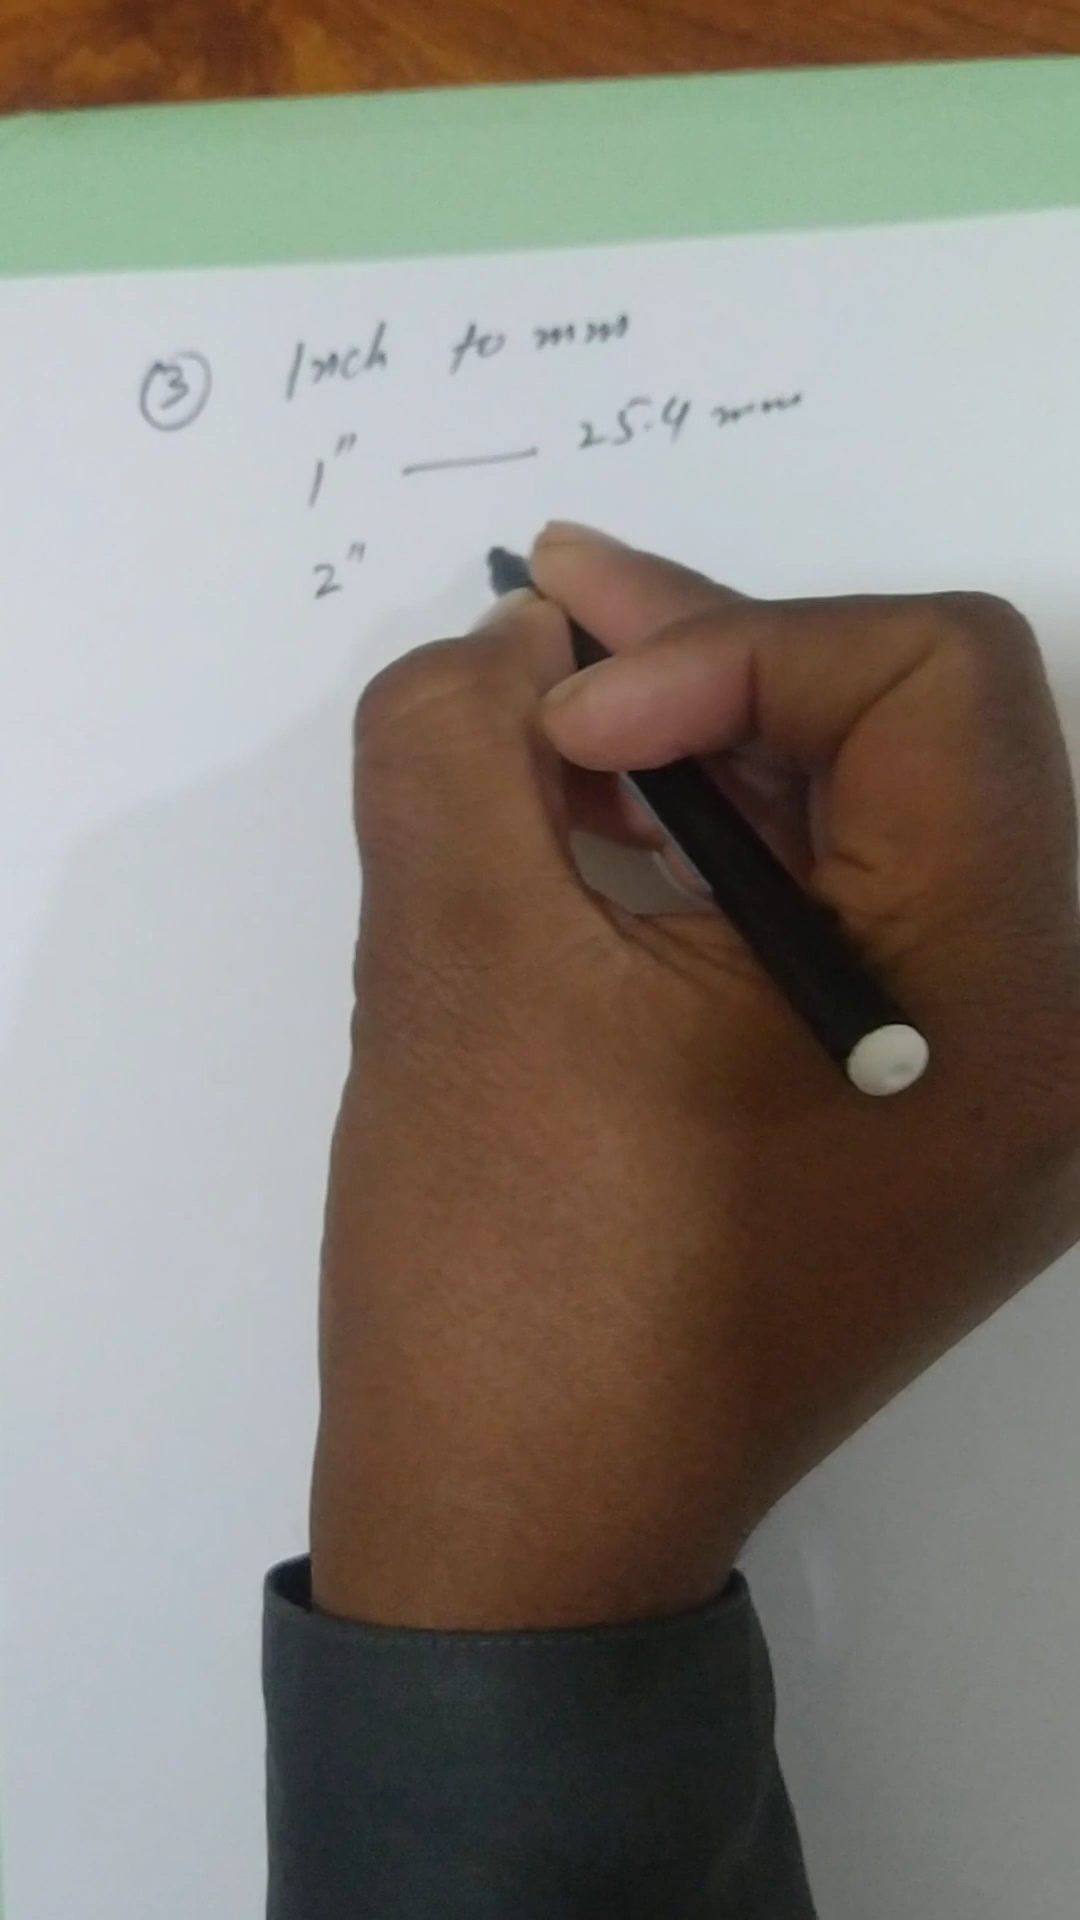 ③ Inch to mm
1" — 25.4 mm
2"